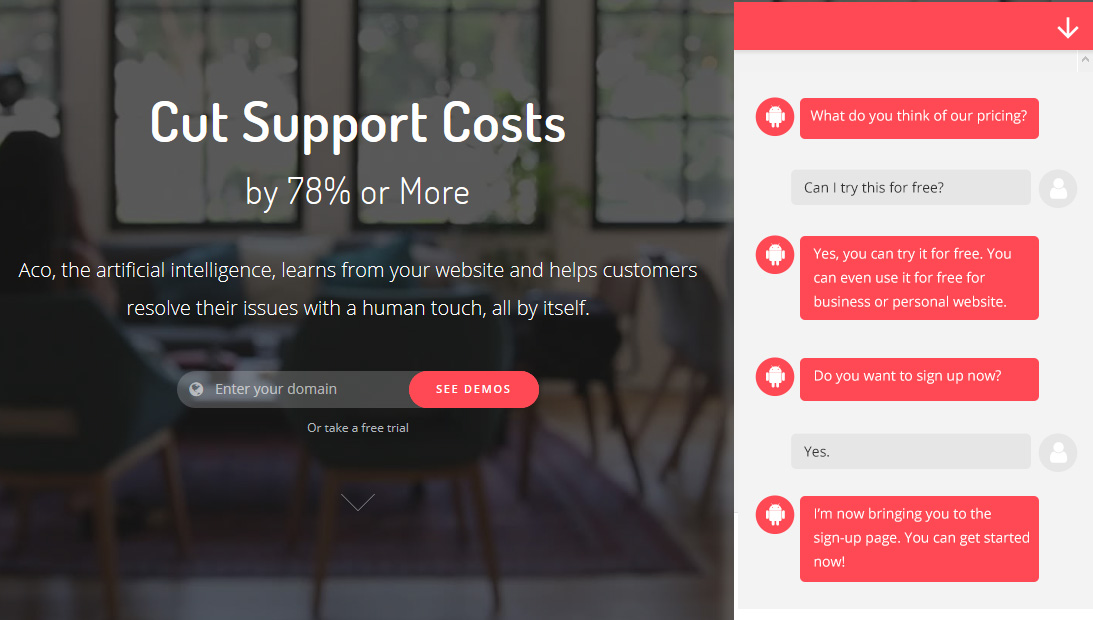 Cut Support Costs
by 78% or More
Aco, the artificial intelligence, learns from your website and helps customers
resolve their issues with a human touch, all by itself.
Enter your domain
SEE DEMOS
Or take a free trial
What do you think of our pricing?
Can I try this for free?
Yes, you can try it for free. You
can even use it for free for
business or personal website.
Do you want to sign up now?
Yes.
I'm now bringing you to the
sign-up page. You can get started
now!